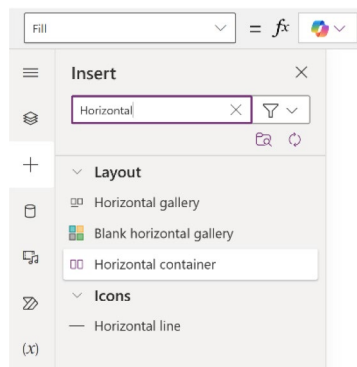 Fill = fx
Insert
Horizontal
Layout
Horizontal gallery
Blank horizontal gallery
Horizontal container
Icons
Horizontal line
(x)